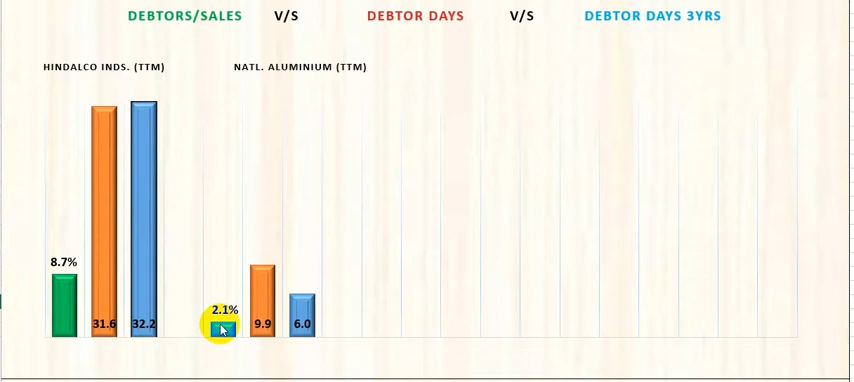 DEBTORS/SALES V/S DEBTOR DAYS V/S DEBTOR DAYS 3YRS
HINDALCO INDS. (TTM) NATL. ALUMINIUM (TTM)
8.7%
2.1%
31.6 32.2 9.9 6.0